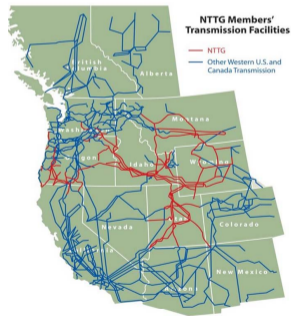 NTTG Members'
Transmission Facilities
NTTG
Other Western U.S. and
Canada Transmission
British
Columbia
Alberta
Montana
Idaho
Nevada
Colorado
New Mexico